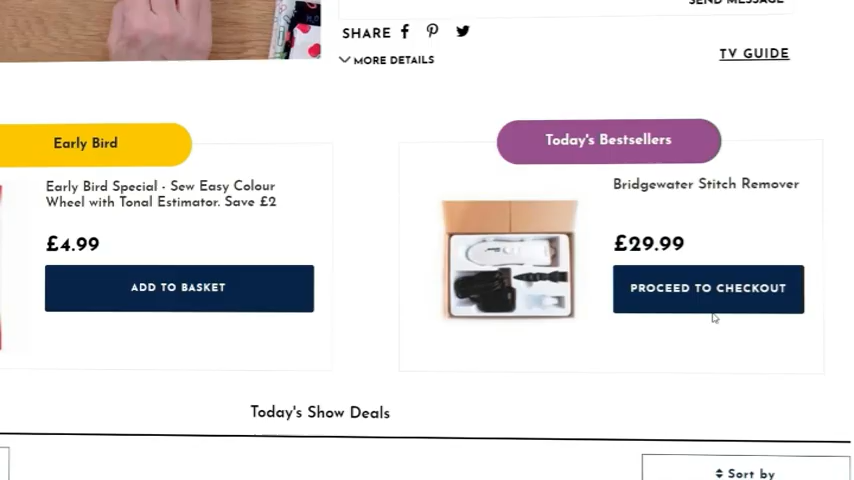 SEND MESSAGE
SHARE
MORE DETAILS
TV GUIDE
Early Bird
Early Bird Special - Sew Easy Colour
Wheel with Tonal Estimator. Save £2
£4.99
ADD TO BASKET
Today's Bestsellers
Bridgewater Stitch Remover
£29.99
PROCEED TO CHECKOUT
Today's Show Deals
Sort by